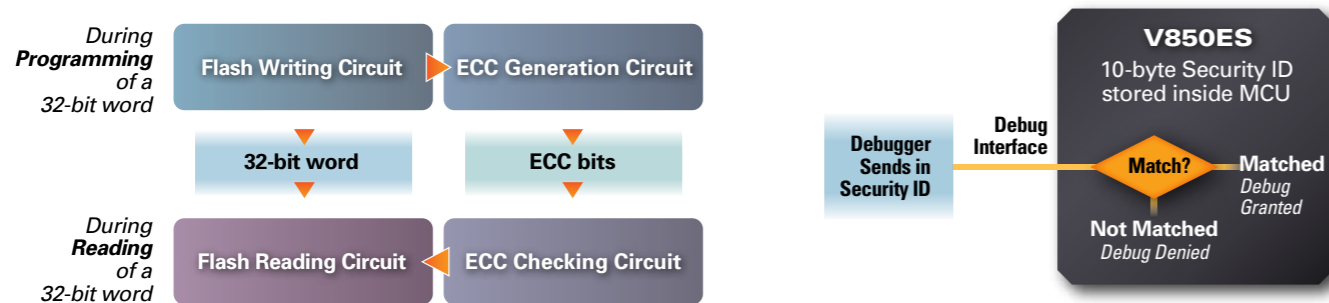 During
Programming
of a
32-bit word
Flash Writing Circuit
ECC Generation Circuit
32-bit word
ECC bits
During
Reading
of a
32-bit word
Flash Reading Circuit
ECC Checking Circuit
Debugger
Sends in
Security ID
Debug
Interface
V850ES
10-byte Security ID
stored inside MCU
Match?
Matched
Debug
Granted
Not Matched
Debug Denied